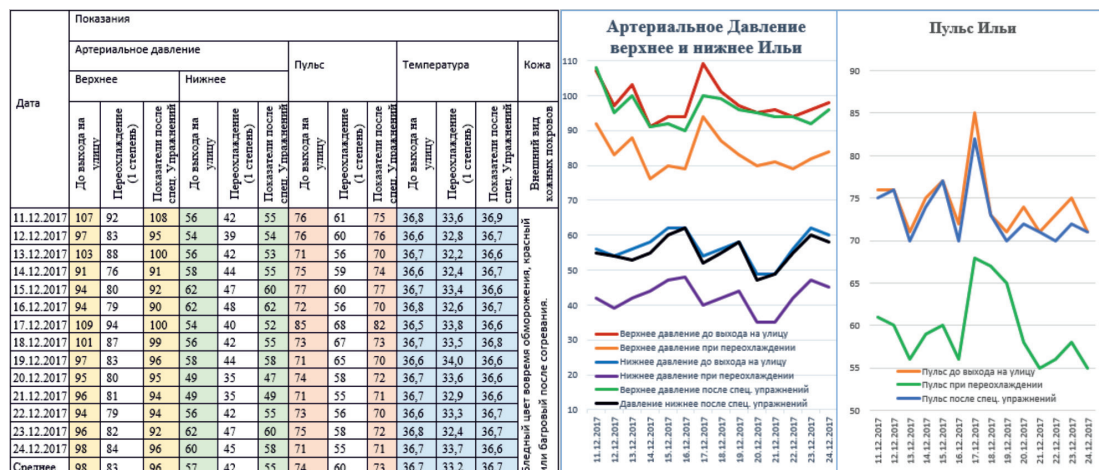 Показания
Артериальное давление
Пульс
Температура
Кожа
Дата
Верхнее
Нижнее
До выхода на улицу
Переохлаждение (1 степень)
Показатели после спец. Упражнений
До выхода на улицу
Переохлаждение (1 степень)
Показатели после спец. Упражнений
До выхода на улицу
Переохлаждение (1 степень)
Показатели после спец. Упражнений
До выхода на улицу
Переохлаждение (1 степень)
Показатели после спец. Упражнений
Внешний вид кожных покровов
11.12.2017 107 92 108 56 42 55 76 61 75 36,8 33,6 36,9
12.12.2017 97 83 95 54 39 54 76 60 76 36,6 32,8 36,7
13.12.2017 103 88 100 56 42 53 71 56 70 36,7 32,2 36,6
14.12.2017 91 76 91 58 44 55 75 59 74 36,6 32,4 36,7
15.12.2017 94 80 92 62 47 60 77 60 77 36,7 33,4 36,6
16.12.2017 94 79 90 62 48 62 72 56 70 36,8 32,6 36,7
17.12.2017 109 94 100 54 40 52 85 68 82 36,5 33,8 36,6
18.12.2017 101 87 99 56 42 55 73 67 73 36,7 33,5 36,8
19.12.2017 97 83 96 58 44 58 71 65 70 36,6 34,0 36,6
20.12.2017 95 80 95 49 35 47 74 58 72 36,7 33,6 36,6
21.12.2017 96 81 94 49 35 49 71 55 71 36,7 32,9 36,6
22.12.2017 94 79 94 56 42 55 73 56 70 36,6 33,3 36,7
23.12.2017 96 82 92 62 47 60 75 58 72 36,8 32,4 36,7
24.12.2017 98 84 96 60 45 58 71 55 71 36,7 33,7 36,6
Среднее 98 83 96 57 42 55 74 60 73 36,7 33,2 36,7
Бледный цвет вовремя обморожения, красный
или багровый после согревания.
Артериальное Давление
верхнее и нижнее Ильи
110
100
90
80
70
60
50
40
30
20
10
Верхнее давление до выхода на улицу
Верхнее давление при переохлаждении
Нижнее давление до выхода на улицу
Нижнее давление при переохлаждении
Верхнее давление после спец. упражнений
Давление нижнее после спец. упражнений
11.12.2017
12.12.2017
13.12.2017
14.12.2017
15.12.2017
16.12.2017
17.12.2017
18.12.2017
19.12.2017
20.12.2017
21.12.2017
22.12.2017
23.12.2017
24.12.2017
Пульс Ильи
90
85
80
75
70
65
60
55
50
Пульс до выхода на улицу
Пульс при переохлаждении
Пульс после спец. упражнений
11.12.2017
12.12.2017
13.12.2017
14.12.2017
15.12.2017
16.12.2017
17.12.2017
18.12.2017
19.12.2017
20.12.2017
21.12.2017
22.12.2017
23.12.2017
24.12.2017